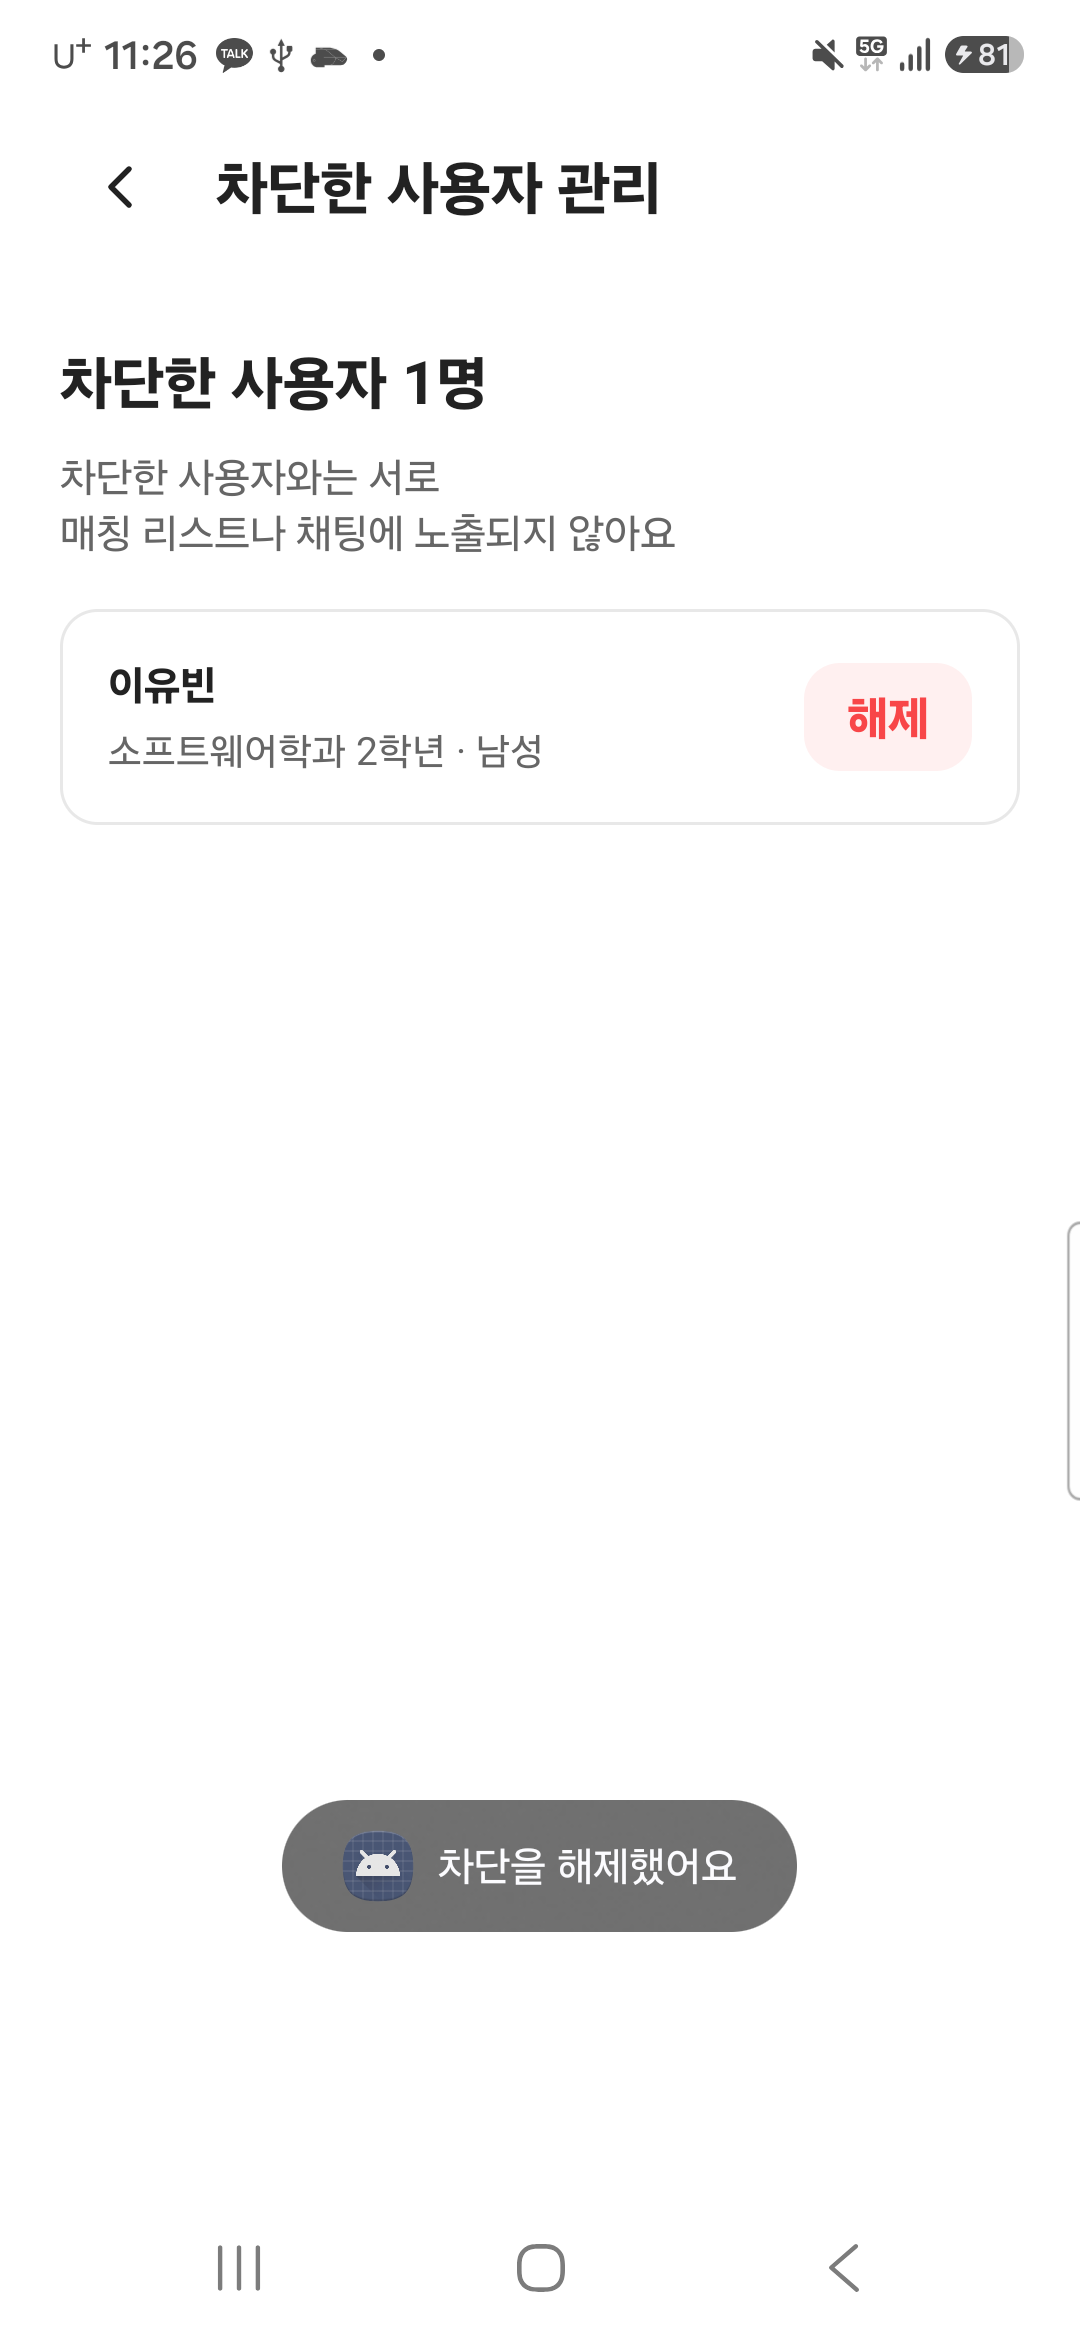 U+ 11:26 TALK 5G 81
차단한 사용자 관리
차단한 사용자 1명
차단한 사용자와는 서로
매칭 리스트나 채팅에 노출되지 않아요
이유빈
소프트웨어학과 2학년 · 남성
해제
차단을 해제했어요